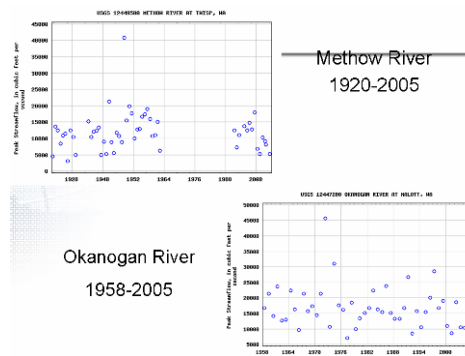 USGS 12449500 METHOW RIVER AT TWISP, WA
Peak Streamflow, in cubic feet per
second
45000
40000
35000
30000
25000
20000
15000
10000
5000
0
1928 1940 1952 1964 1976 1988 2000
Methow River
1920-2005
Okanogan River
1958-2005
USGS 12447200 OKANOGAN RIVER AT MALOTT, WA
Peak Streamflow, in cubic feet per
second
50000
45000
40000
35000
30000
25000
20000
15000
10000
5000
1958 1964 1970 1976 1982 1988 1994 2000